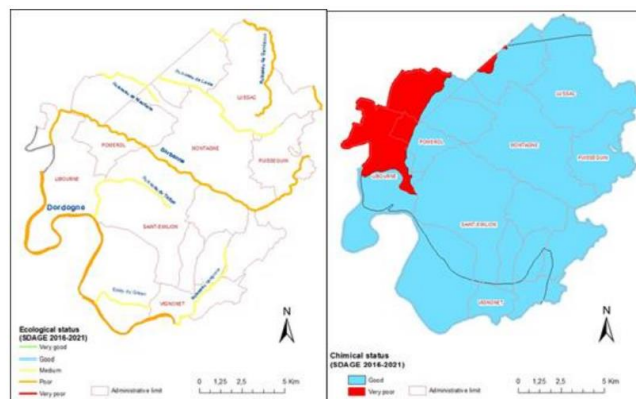 LUSSAC
Barbanne
POMEROL
MONTAGNE
PUISSEGUIN
LIBOURNE
Dordogne
SAINT-EMILION
VIGNONET
N
Ecological status
(SDAGE 2016-2021)
Very good
Good
Medium
Poor
Very poor
Administrative limit
0 1,25 2,5 5 Km
LUSSAC
POMEROL
MONTAGNE
PUISSEGUIN
LIBOURNE
SAINT-EMILION
VIGNONET
N
Chimical status
(SDAGE 2016-2021)
Good
Very poor
Administrative limit
0 1,25 2,5 5 Km